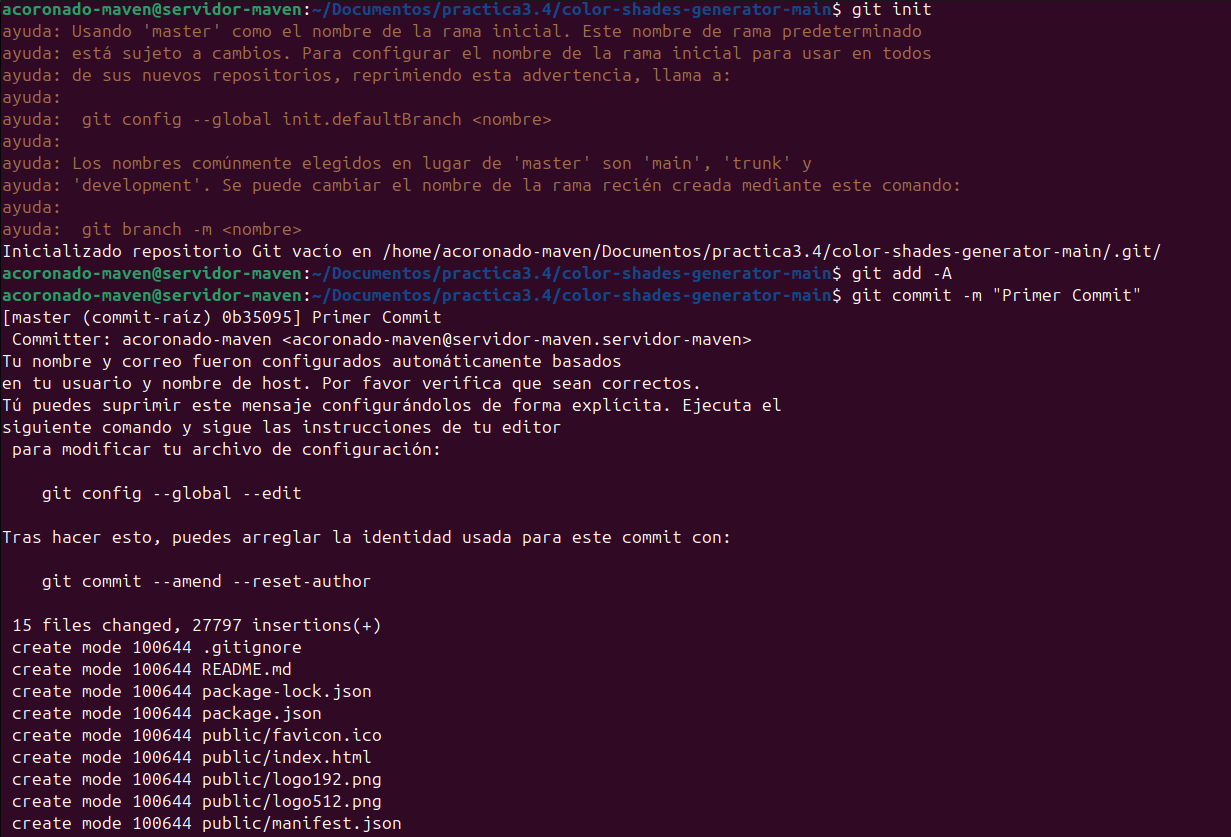 acoronado-maven@servidor-maven:~/Documentos/practica3.4/color-shades-generator-main$ git init
ayuda: Usando 'master' como el nombre de la rama inicial. Este nombre de rama predeterminado
ayuda: está sujeto a cambios. Para configurar el nombre de la rama inicial para usar en todos
ayuda: de sus nuevos repositorios, reprimiendo esta advertencia, llama a:
ayuda:
ayuda:  git config --global init.defaultBranch <nombre>
ayuda:
ayuda: Los nombres comúnmente elegidos en lugar de 'master' son 'main', 'trunk' y
ayuda: 'development'. Se puede cambiar el nombre de la rama recién creada mediante este comando:
ayuda:
ayuda:  git branch -m <nombre>
Inicializado repositorio Git vacío en /home/acoronado-maven/Documentos/practica3.4/color-shades-generator-main/.git/
acoronado-maven@servidor-maven:~/Documentos/practica3.4/color-shades-generator-main$ git add -A
acoronado-maven@servidor-maven:~/Documentos/practica3.4/color-shades-generator-main$ git commit -m "Primer Commit"
[master (commit-raíz) 0b35095] Primer Commit
 Committer: acoronado-maven <acoronado-maven@servidor-maven.servidor-maven>
Tu nombre y correo fueron configurados automáticamente basados
en tu usuario y nombre de host. Por favor verifica que sean correctos.
Tú puedes suprimir este mensaje configurándolos de forma explícita. Ejecuta el
siguiente comando y sigue las instrucciones de tu editor
 para modificar tu archivo de configuración:

    git config --global --edit

Tras hacer esto, puedes arreglar la identidad usada para este commit con:

    git commit --amend --reset-author

 15 files changed, 27797 insertions(+)
 create mode 100644 .gitignore
 create mode 100644 README.md
 create mode 100644 package-lock.json
 create mode 100644 package.json
 create mode 100644 public/favicon.ico
 create mode 100644 public/index.html
 create mode 100644 public/logo192.png
 create mode 100644 public/logo512.png
 create mode 100644 public/manifest.json